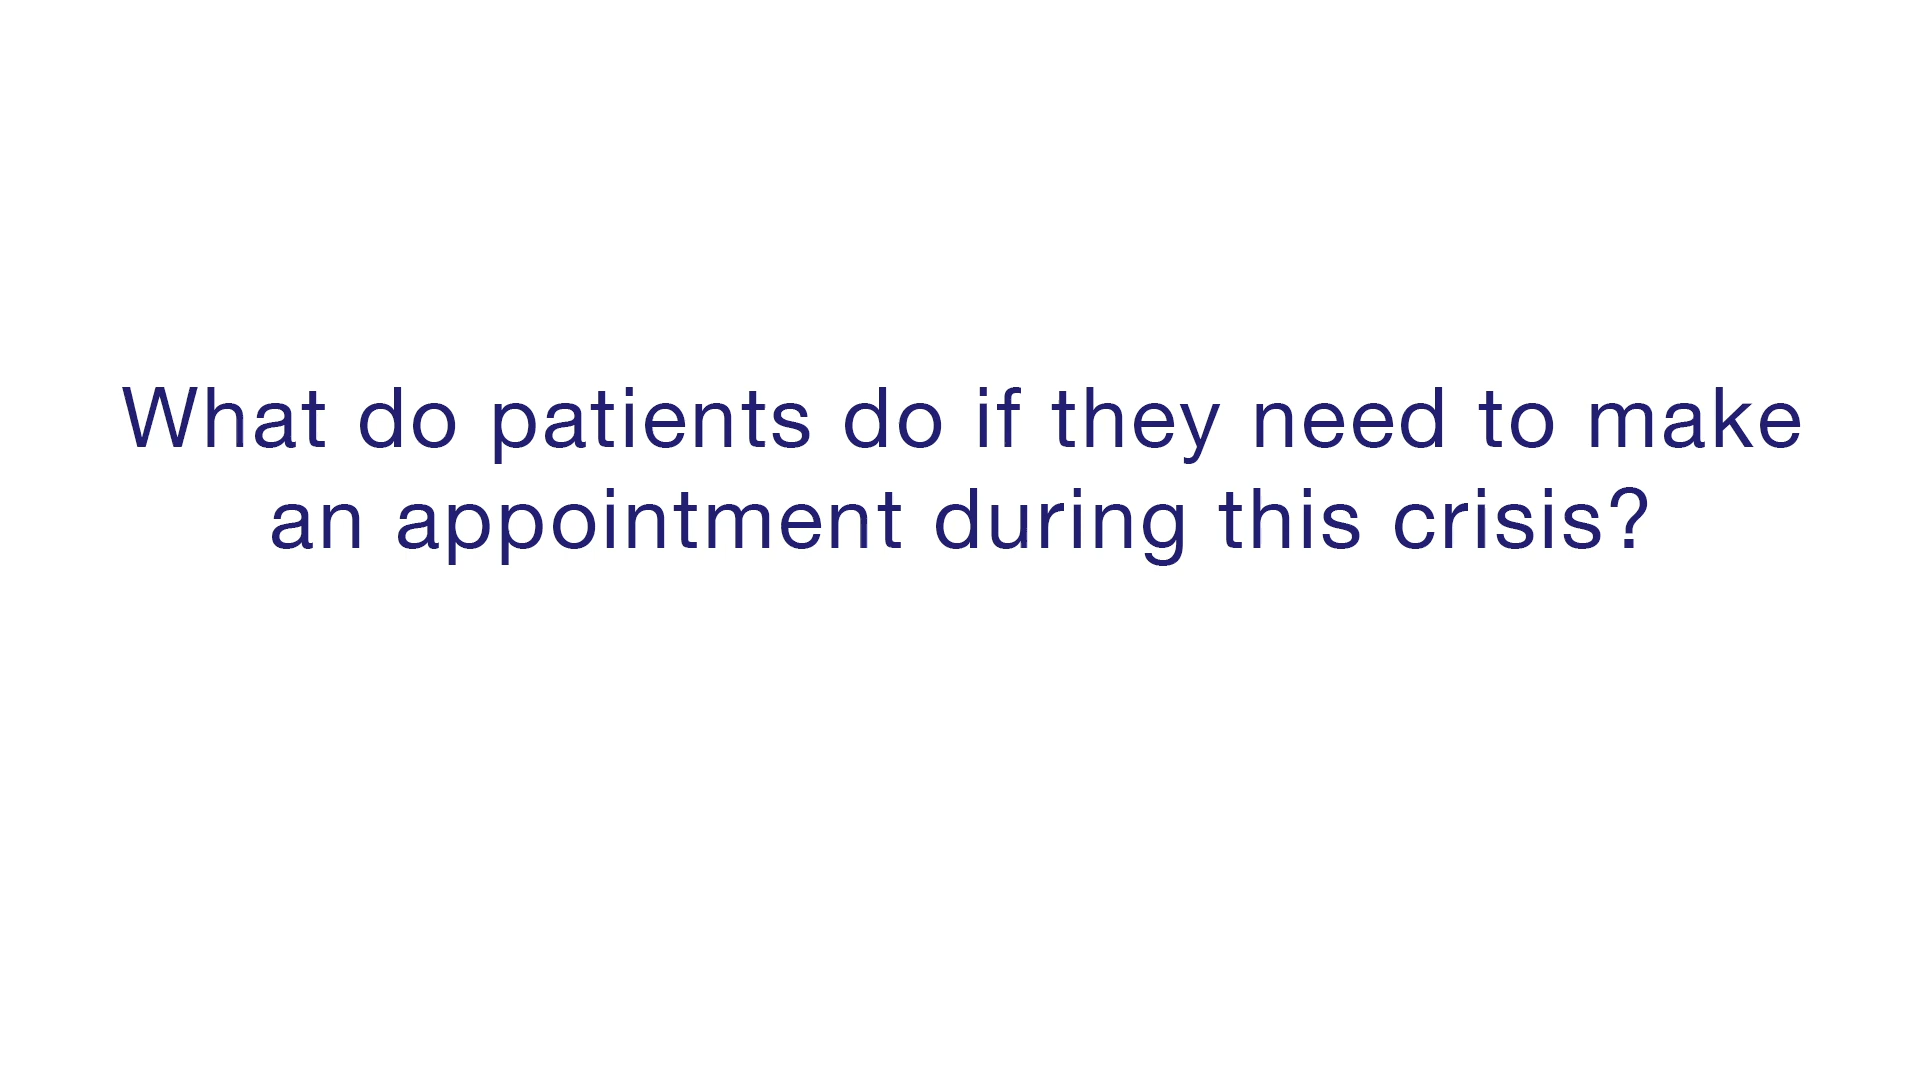 What do patients do if they need to make
an appointment during this crisis?